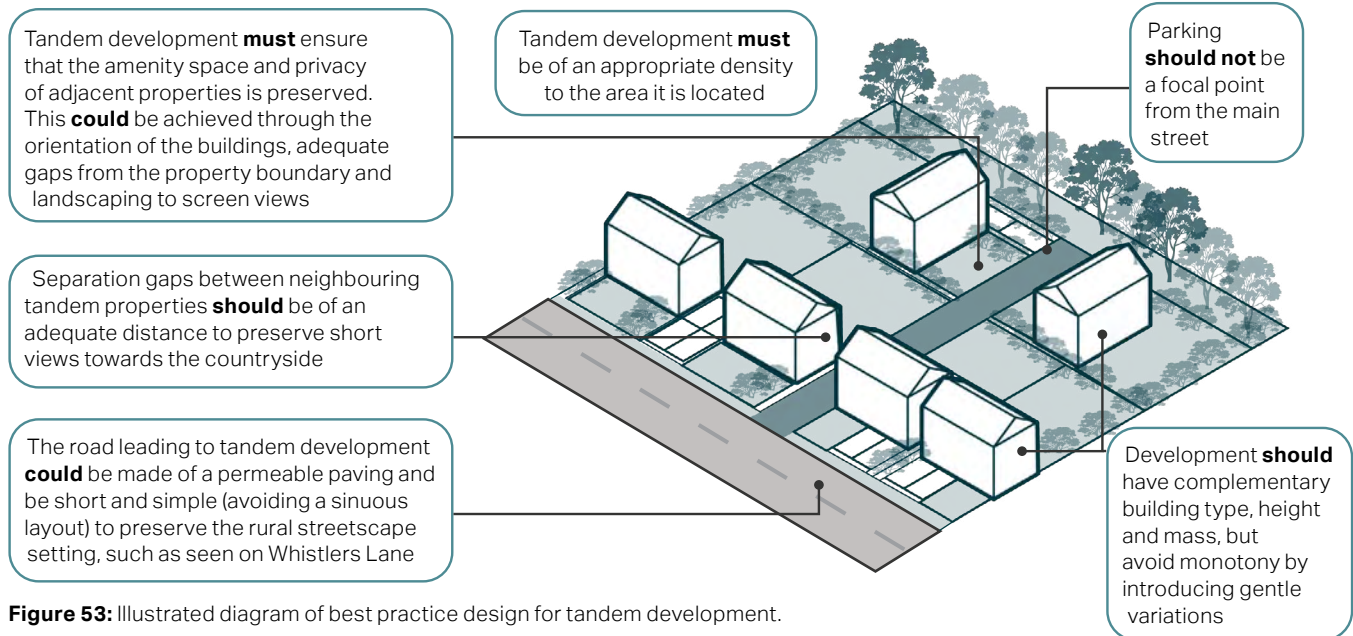 Tandem development must ensure
that the amenity space and privacy
of adjacent properties is preserved.
This could be achieved through the
orientation of the buildings, adequate
gaps from the property boundary and
landscaping to screen views
Tandem development must
be of an appropriate density
to the area it is located
Parking
should not be
a focal point
from the main
street
Separation gaps between neighbouring
tandem properties should be of an
adequate distance to preserve short
views towards the countryside
The road leading to tandem development
could be made of a permeable paving and
be short and simple (avoiding a sinuous
layout) to preserve the rural streetscape
setting, such as seen on Whistlers Lane
Development should
have complementary
building type, height
and mass, but
avoid monotony by
introducing gentle
variations
Figure 53: Illustrated diagram of best practice design for tandem development.